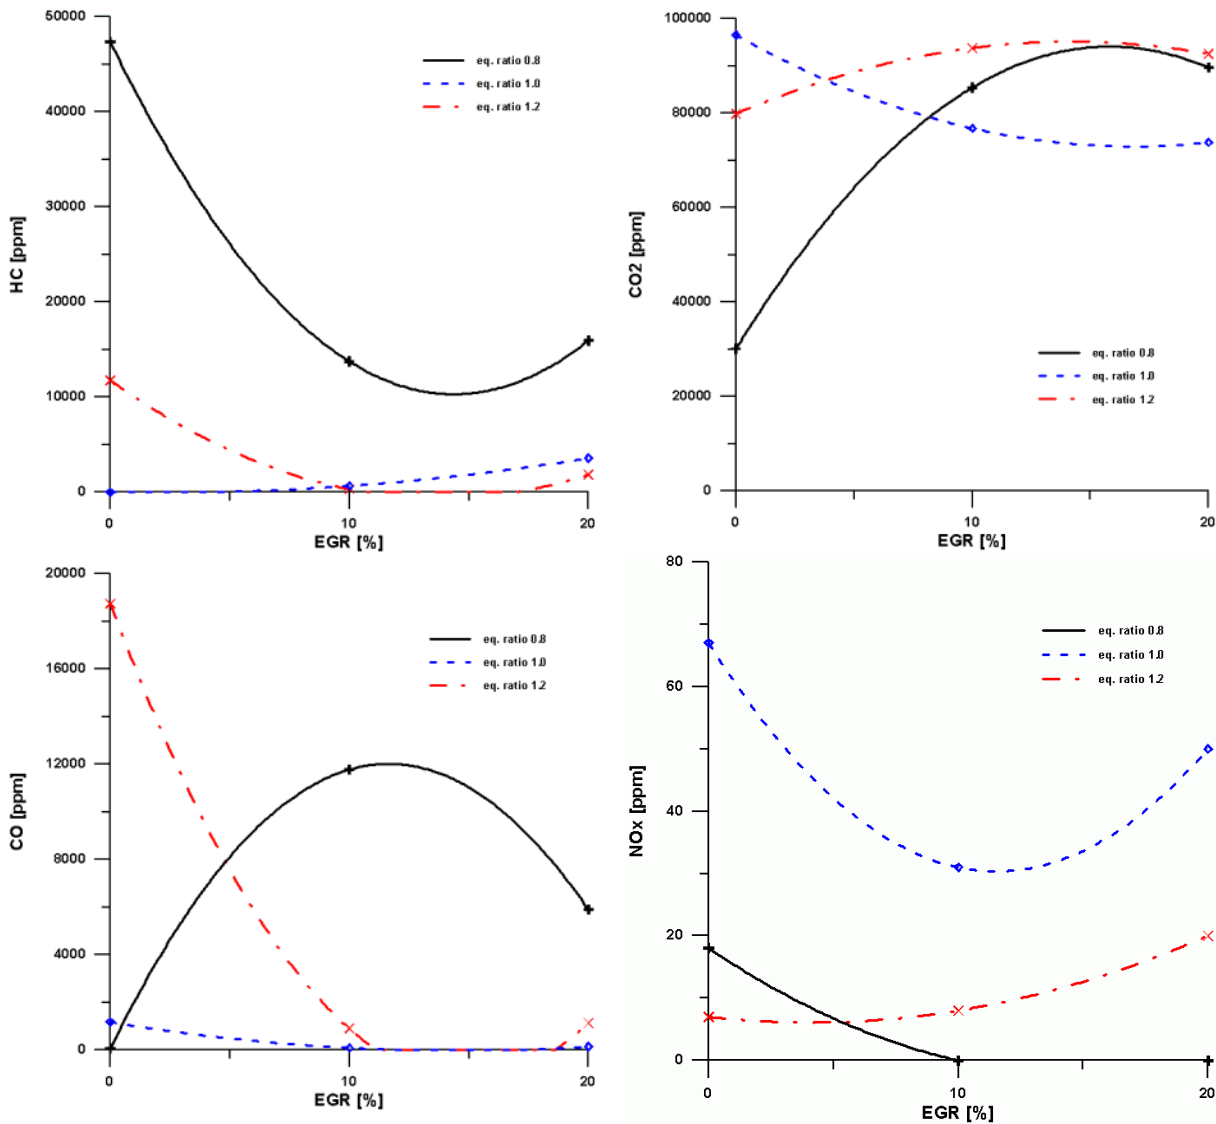 50000
40000
30000
20000
10000
0
HC [ppm]
eq. ratio 0.8
eq. ratio 1.0
eq. ratio 1.2
0
10
20
EGR [%]
100000
80000
60000
40000
20000
0
CO2 [ppm]
eq. ratio 0.8
eq. ratio 1.0
eq. ratio 1.2
0
10
20
EGR [%]
20000
16000
12000
8000
4000
0
CO [ppm]
eq. ratio 0.8
eq. ratio 1.0
eq. ratio 1.2
0
10
20
EGR [%]
80
60
40
20
0
NOx [ppm]
eq. ratio 0.8
eq. ratio 1.0
eq. ratio 1.2
0
10
20
EGR [%]